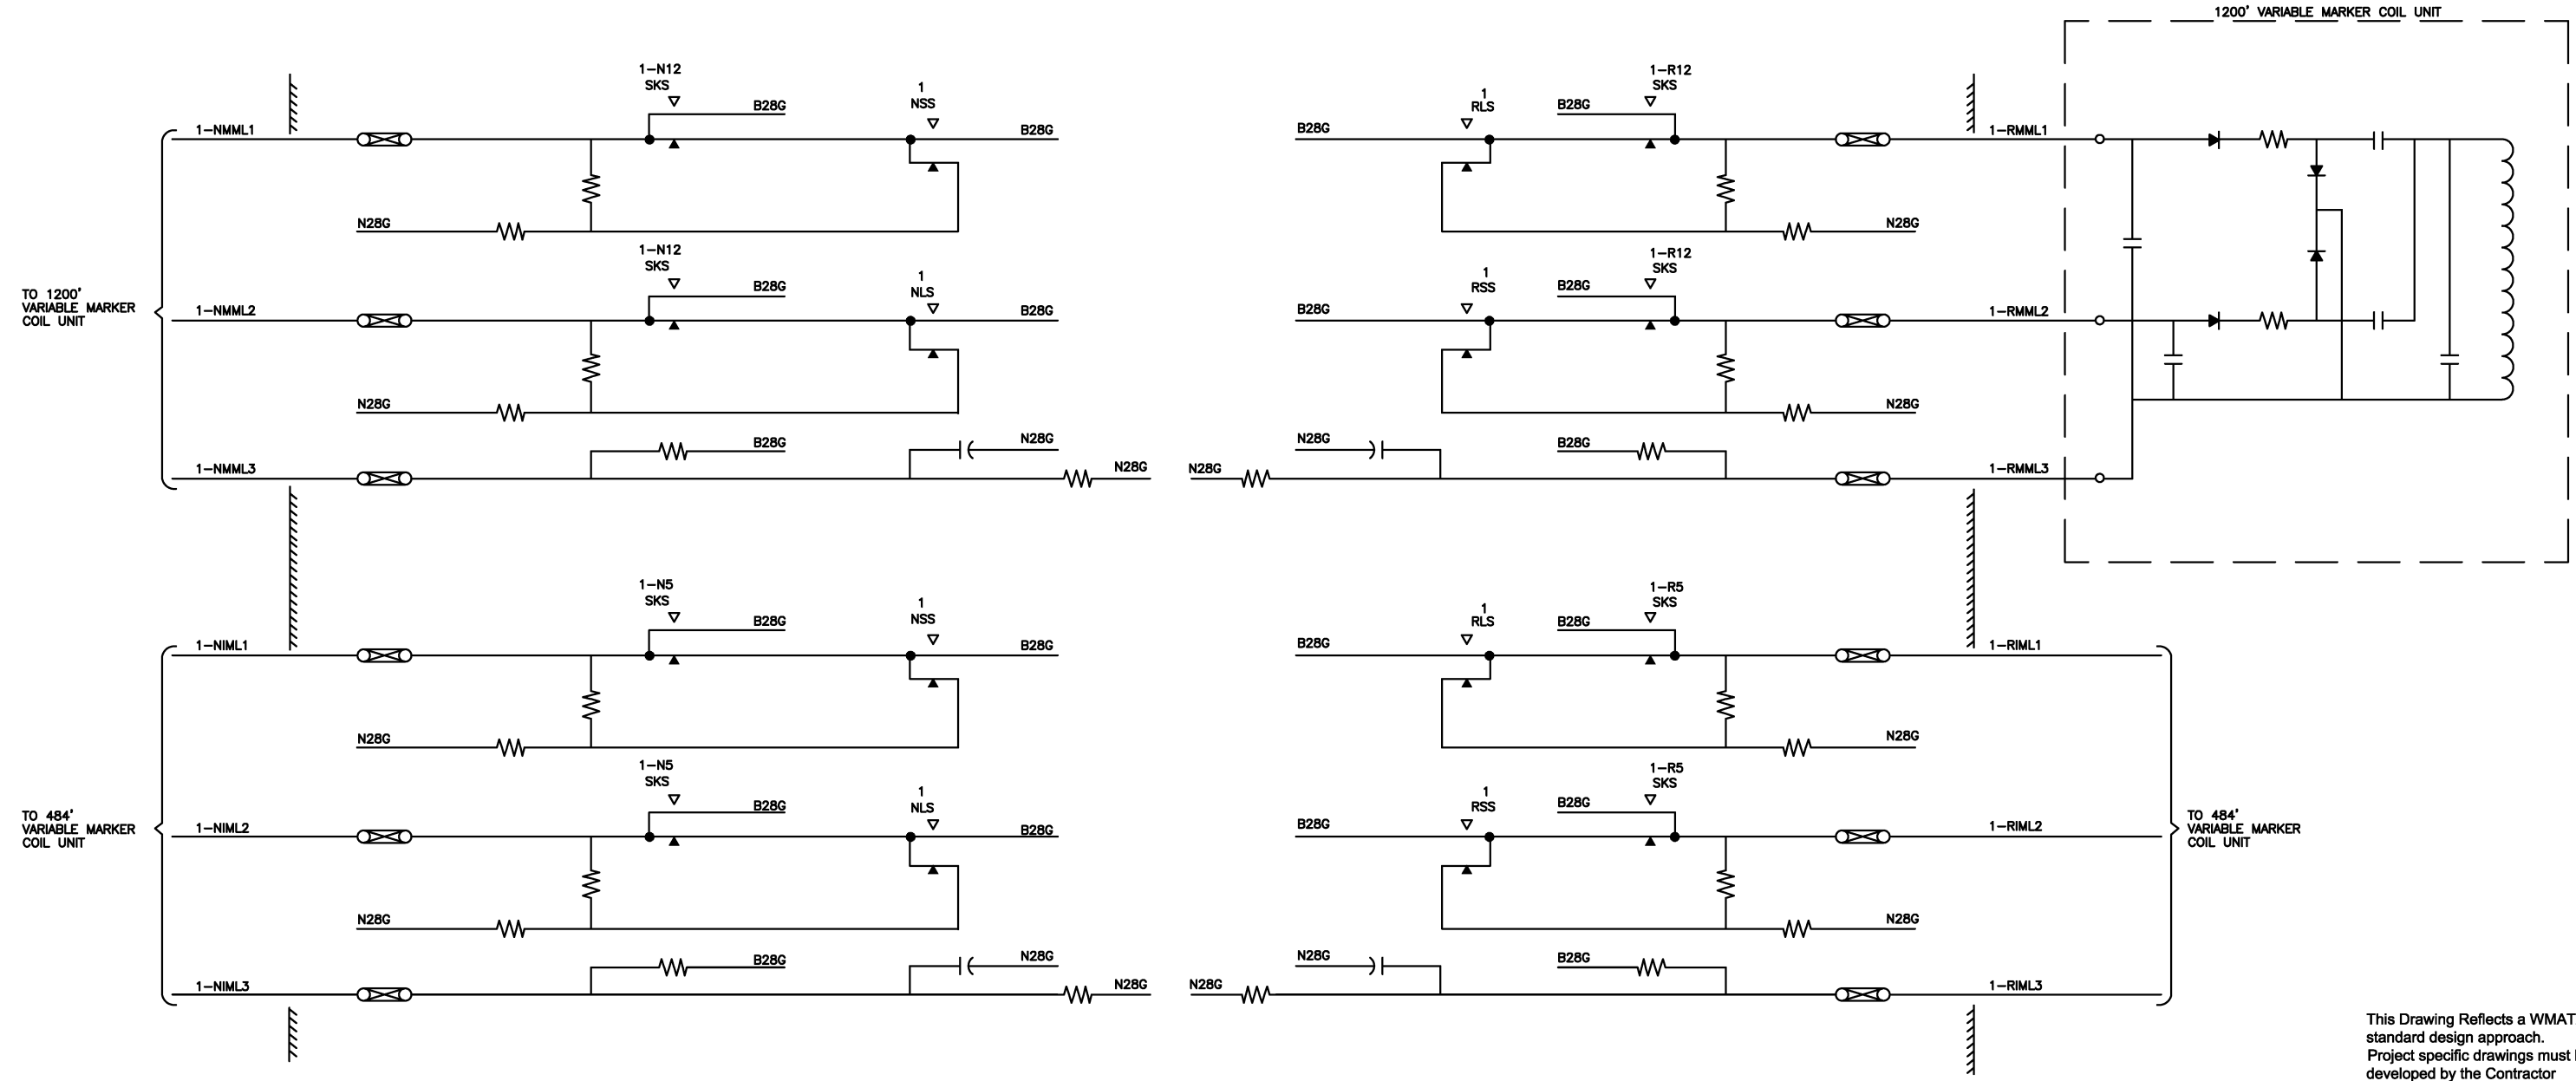 1200' VARIABLE MARKER COIL UNIT
1-N12
SKS
B28G
1
NSS
B28G
1-NMML1
N28G
1-N12
SKS
B28G
1
NLS
B28G
1-NMML2
N28G
TO 1200'
VARIABLE MARKER
COIL UNIT
B28G
N28G
1-NMML3
N28G
1
RLS
1-R12
SKS
B28G
B28G
1-RMML1
N28G
1
RSS
1-R12
SKS
B28G
B28G
1-RMML2
N28G
N28G
B28G
N28G
1-RMML3
1-N5
SKS
B28G
1
NSS
B28G
1-NIML1
N28G
1-N5
SKS
B28G
1
NLS
B28G
1-NIML2
N28G
TO 484'
VARIABLE MARKER
COIL UNIT
B28G
N28G
1-NIML3
N28G
1
RLS
1-R5
SKS
B28G
B28G
1-RIML1
N28G
1
RSS
1-R5
SKS
B28G
B28G
1-RIML2
N28G
TO 484'
VARIABLE MARKER
COIL UNIT
N28G
B28G
N28G
1-RIML3
This Drawing Reflects a WMAT
standard design approach.
Project specific drawings must
developed by the Contractor